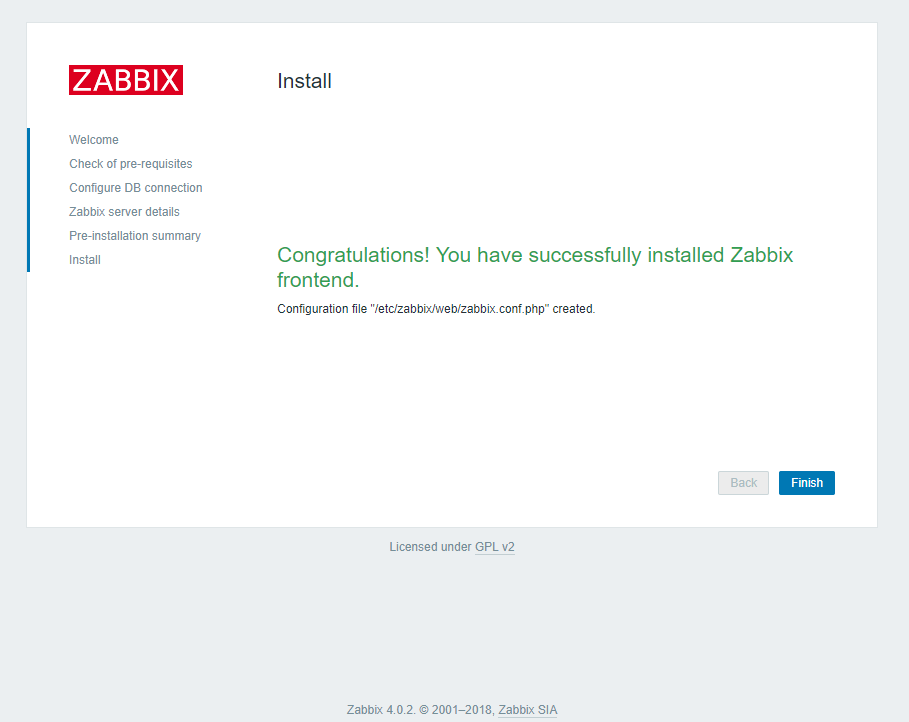 ZABBIX
Install
Welcome
Check of pre-requisites
Configure DB connection
Zabbix server details
Pre-installation summary
Install
Congratulations! You have successfully installed Zabbix
frontend.
Configuration file "/etc/zabbix/web/zabbix.conf.php" created.
Back
Finish
Licensed under GPL v2
Zabbix 4.0.2. © 2001–2018, Zabbix SIA